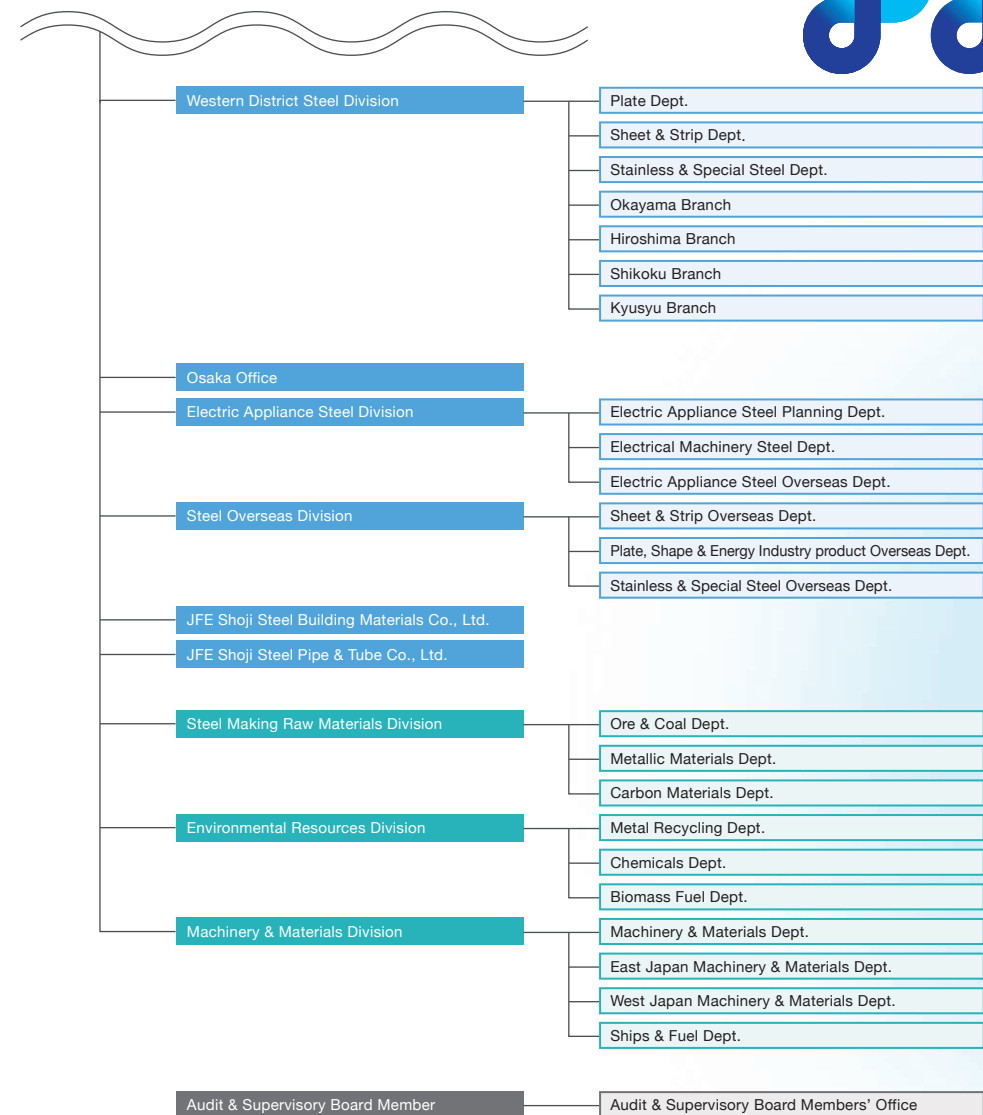 Western District Steel Division
Plate Dept.
Sheet & Strip Dept.
Stainless & Special Steel Dept.
Okayama Branch
Hiroshima Branch
Shikoku Branch
Kyusyu Branch
Osaka Office
Electric Appliance Steel Division
Electric Appliance Steel Planning Dept.
Electrical Machinery Steel Dept.
Electric Appliance Steel Overseas Dept.
Steel Overseas Division
Sheet & Strip Overseas Dept.
Plate, Shape & Energy Industry product Overseas Dept.
Stainless & Special Steel Overseas Dept.
JFE Shoji Steel Building Materials Co., Ltd.
JFE Shoji Steel Pipe & Tube Co., Ltd.
Steel Making Raw Materials Division
Ore & Coal Dept.
Metallic Materials Dept.
Carbon Materials Dept.
Environmental Resources Division
Metal Recycling Dept.
Chemicals Dept.
Biomass Fuel Dept.
Machinery & Materials Division
Machinery & Materials Dept.
East Japan Machinery & Materials Dept.
West Japan Machinery & Materials Dept.
Ships & Fuel Dept.
Audit & Supervisory Board Member
Audit & Supervisory Board Members' Office